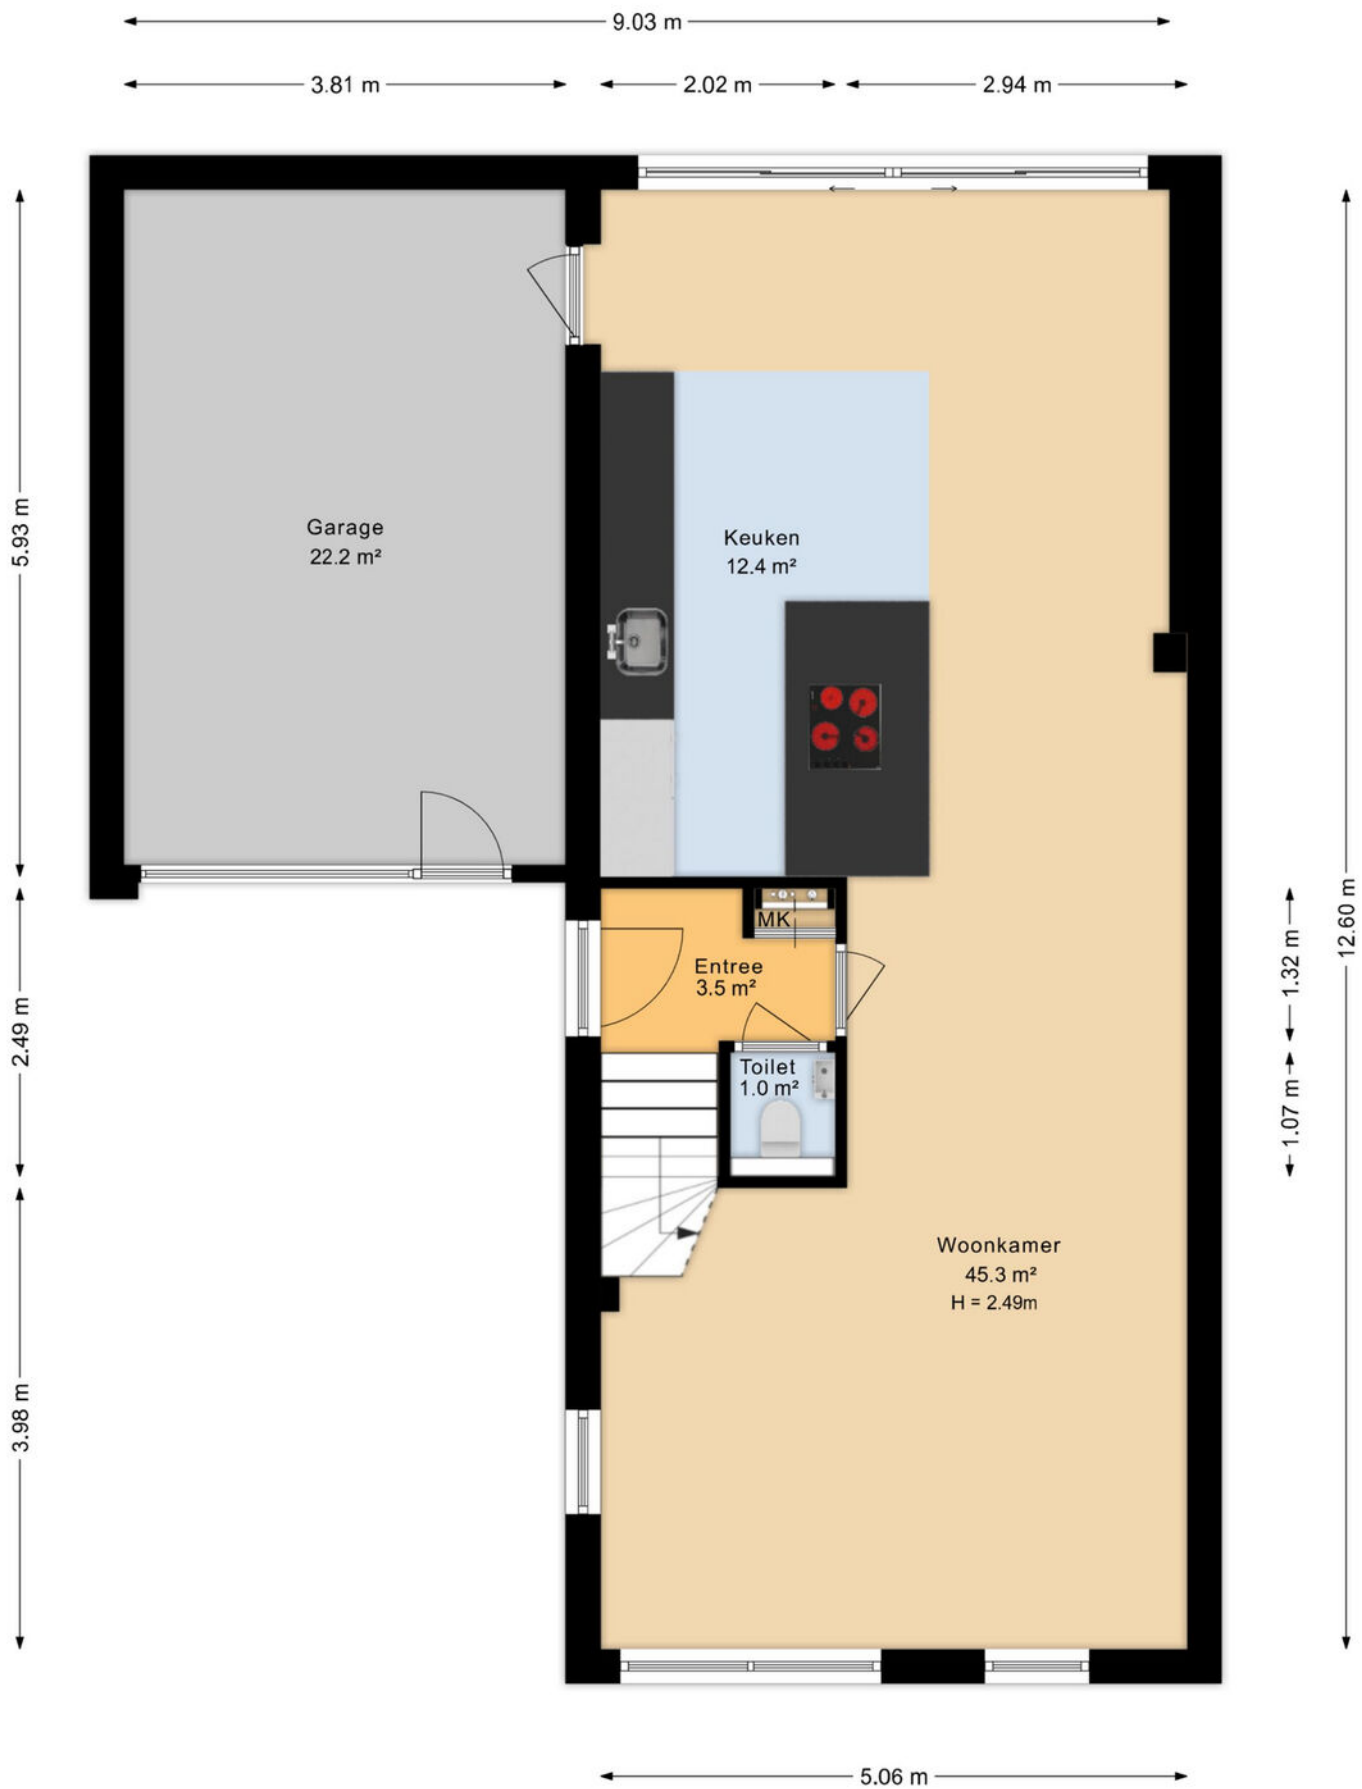 9.03 m
3.81 m
2.02 m
2.94 m
5.93 m
Garage
22.2 m²
Keuken
12.4 m²
12.60 m
MK
1.32 m
Entree
3.5 m²
2.49 m
Toilet
1.0 m²
1.07 m
Woonkamer
45.3 m²
H = 2.49m
3.98 m
5.06 m